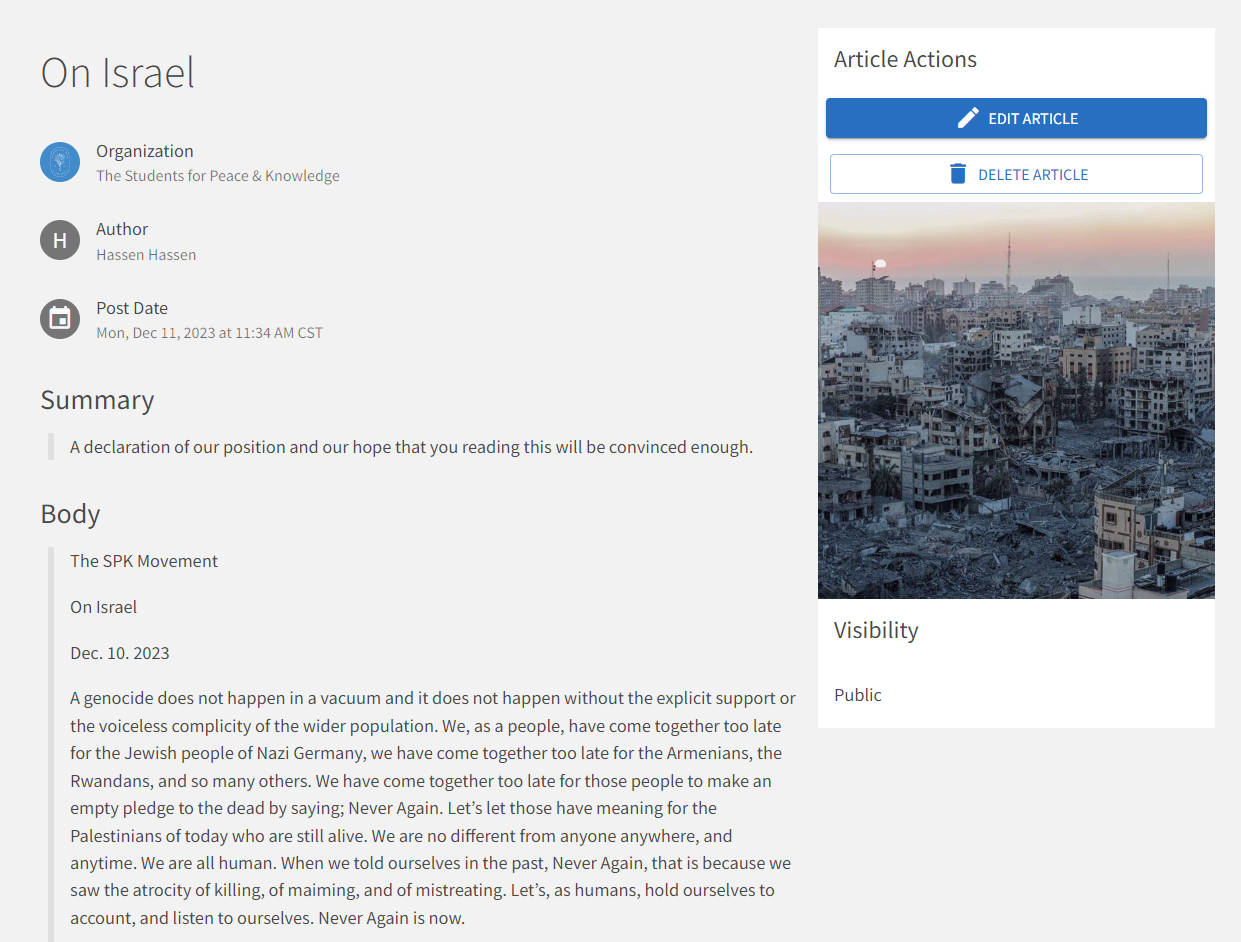 On Israel
Organization
The Students for Peace & Knowledge
H
Author
Hassen Hassen
Post Date
Mon, Dec 11, 2023 at 11:34 AM CST
Summary
A declaration of our position and our hope that you reading this will be convinced enough.
Body
The SPK Movement
On Israel
Dec. 10. 2023
A genocide does not happen in a vacuum and it does not happen without the explicit support or
the voiceless complicity of the wider population. We, as a people, have come together too late
for the Jewish people of Nazi Germany, we have come together too late for the Armenians, the
Rwandans, and so many others. We have come together too late for those people to make an
empty pledge to the dead by saying; Never Again. Let’s let those have meaning for the
Palestinians of today who are still alive. We are no different from anyone anywhere, and
anytime. We are all human. When we told ourselves in the past, Never Again, that is because we
saw the atrocity of killing, of maiming, and of mistreating. Let’s, as humans, hold ourselves to
account, and listen to ourselves. Never Again is now.
Article Actions
EDIT ARTICLE
DELETE ARTICLE
Visibility
Public